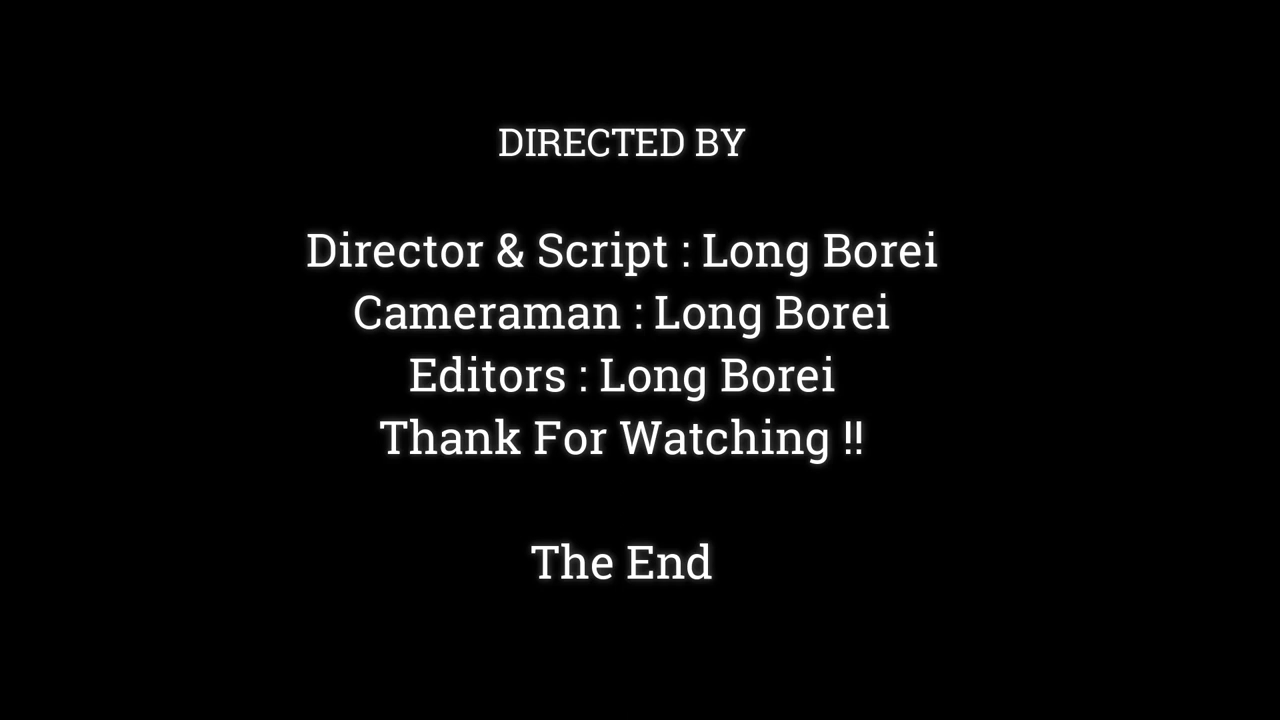 DIRECTED BY
Director & Script : Long Borei
Cameraman : Long Borei
Editors : Long Borei
Thank For Watching !!
The End